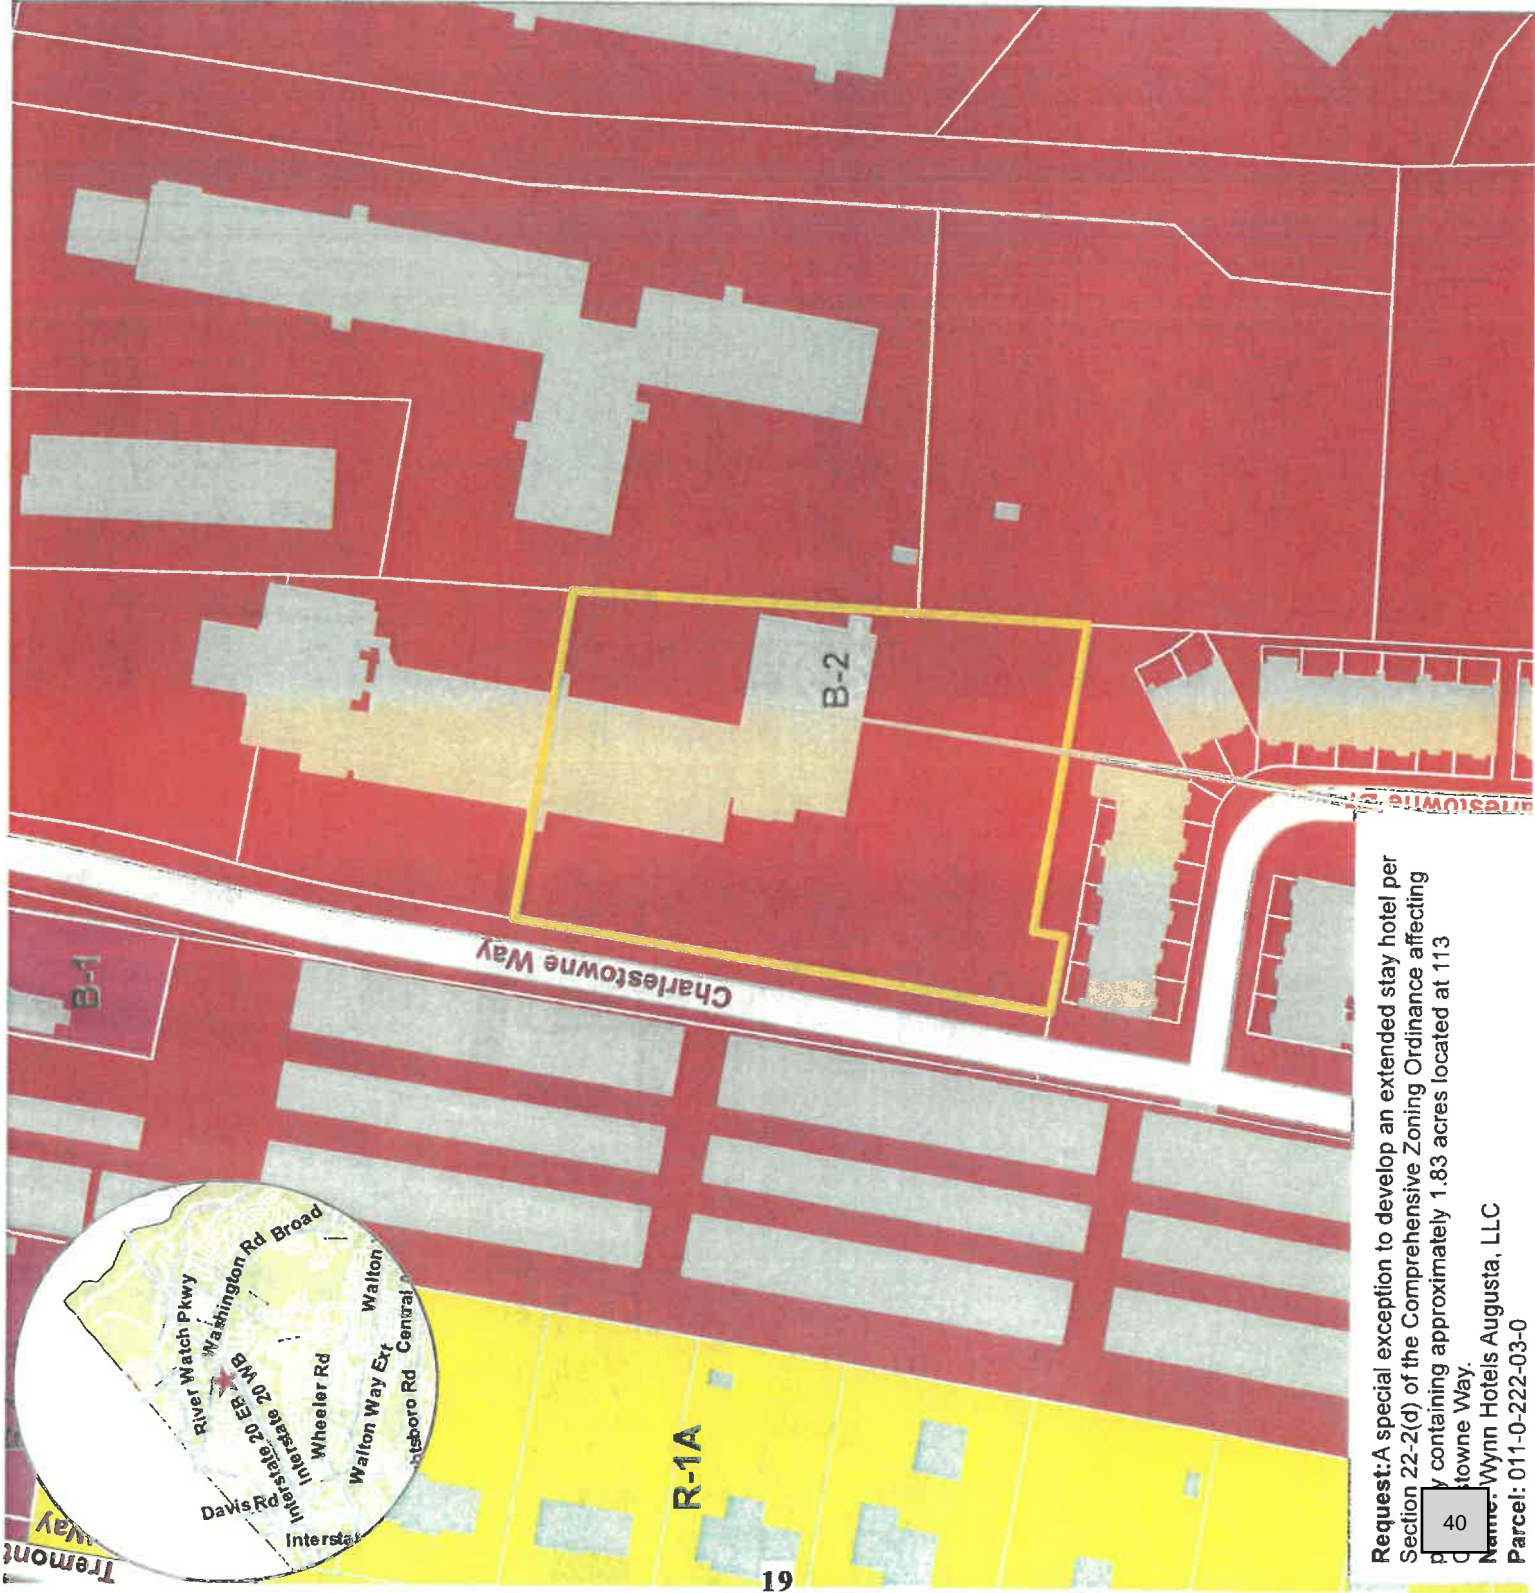 Request: A special exception to develop an extended stay hotel per
Section 22-2(d) of the Comprehensive Zoning Ordinance affecting
containing approximately 1.83 acres located at 113
stowne Way.
Name: Wynn Hotels Augusta, LLC
Parcel: 011-0-222-03-0
40
19
B-2
B-1
R-1A
Charlestowne Way
Tremont Way
River Watch Pkwy
Washington Rd
Broad
Interstate 20 EB
Interstate 20 WB
Wheeler Rd
Walton Way Ext
Walton
Central
Davis Rd